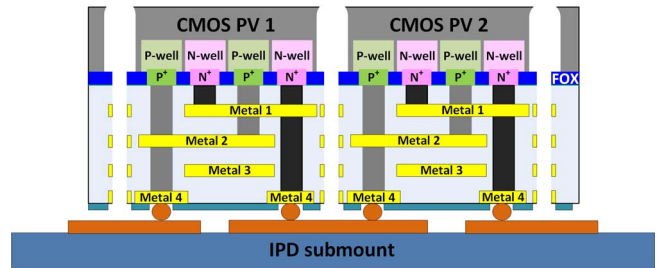 CMOS PV 1 CMOS PV 2
P-well N-well P-well N-well P-well N-well P-well N-well
P+ N+ P+ N+ P+ N+ P+ N+ FOX
Metal 1 Metal 1
Metal 2 Metal 2
Metal 3 Metal 3
Metal 4 Metal 4 Metal 4 Metal 4
IPD submount